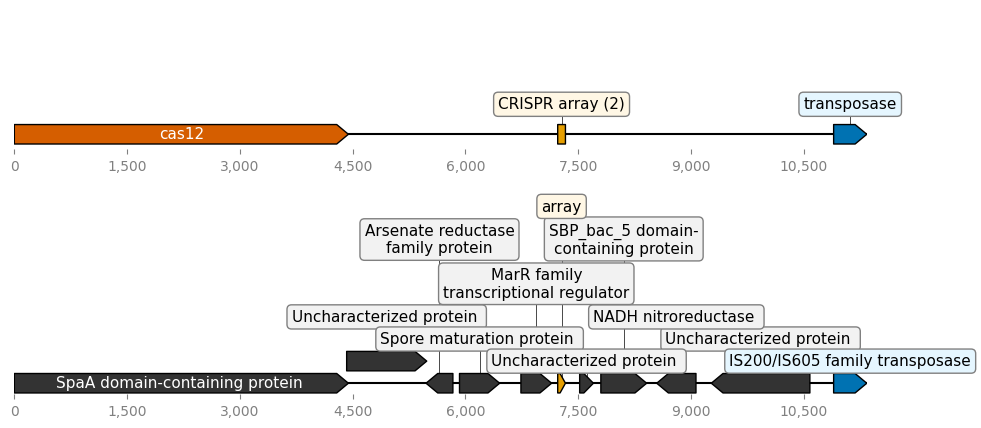 CRISPR array (2)
transposase
cas12
0
1,500
3,000
4,500
6,000
7,500
9,000
10,500
array
Arsenate reductase
family protein
SBP_bac_5 domain-
containing protein
MarR family
transcriptional regulator
Uncharacterized protein
NADH nitroreductase
Spore maturation protein
Uncharacterized protein
Uncharacterized protein
IS200/IS605 family transposase
SpaA domain-containing protein
0
1,500
3,000
4,500
6,000
7,500
9,000
10,500